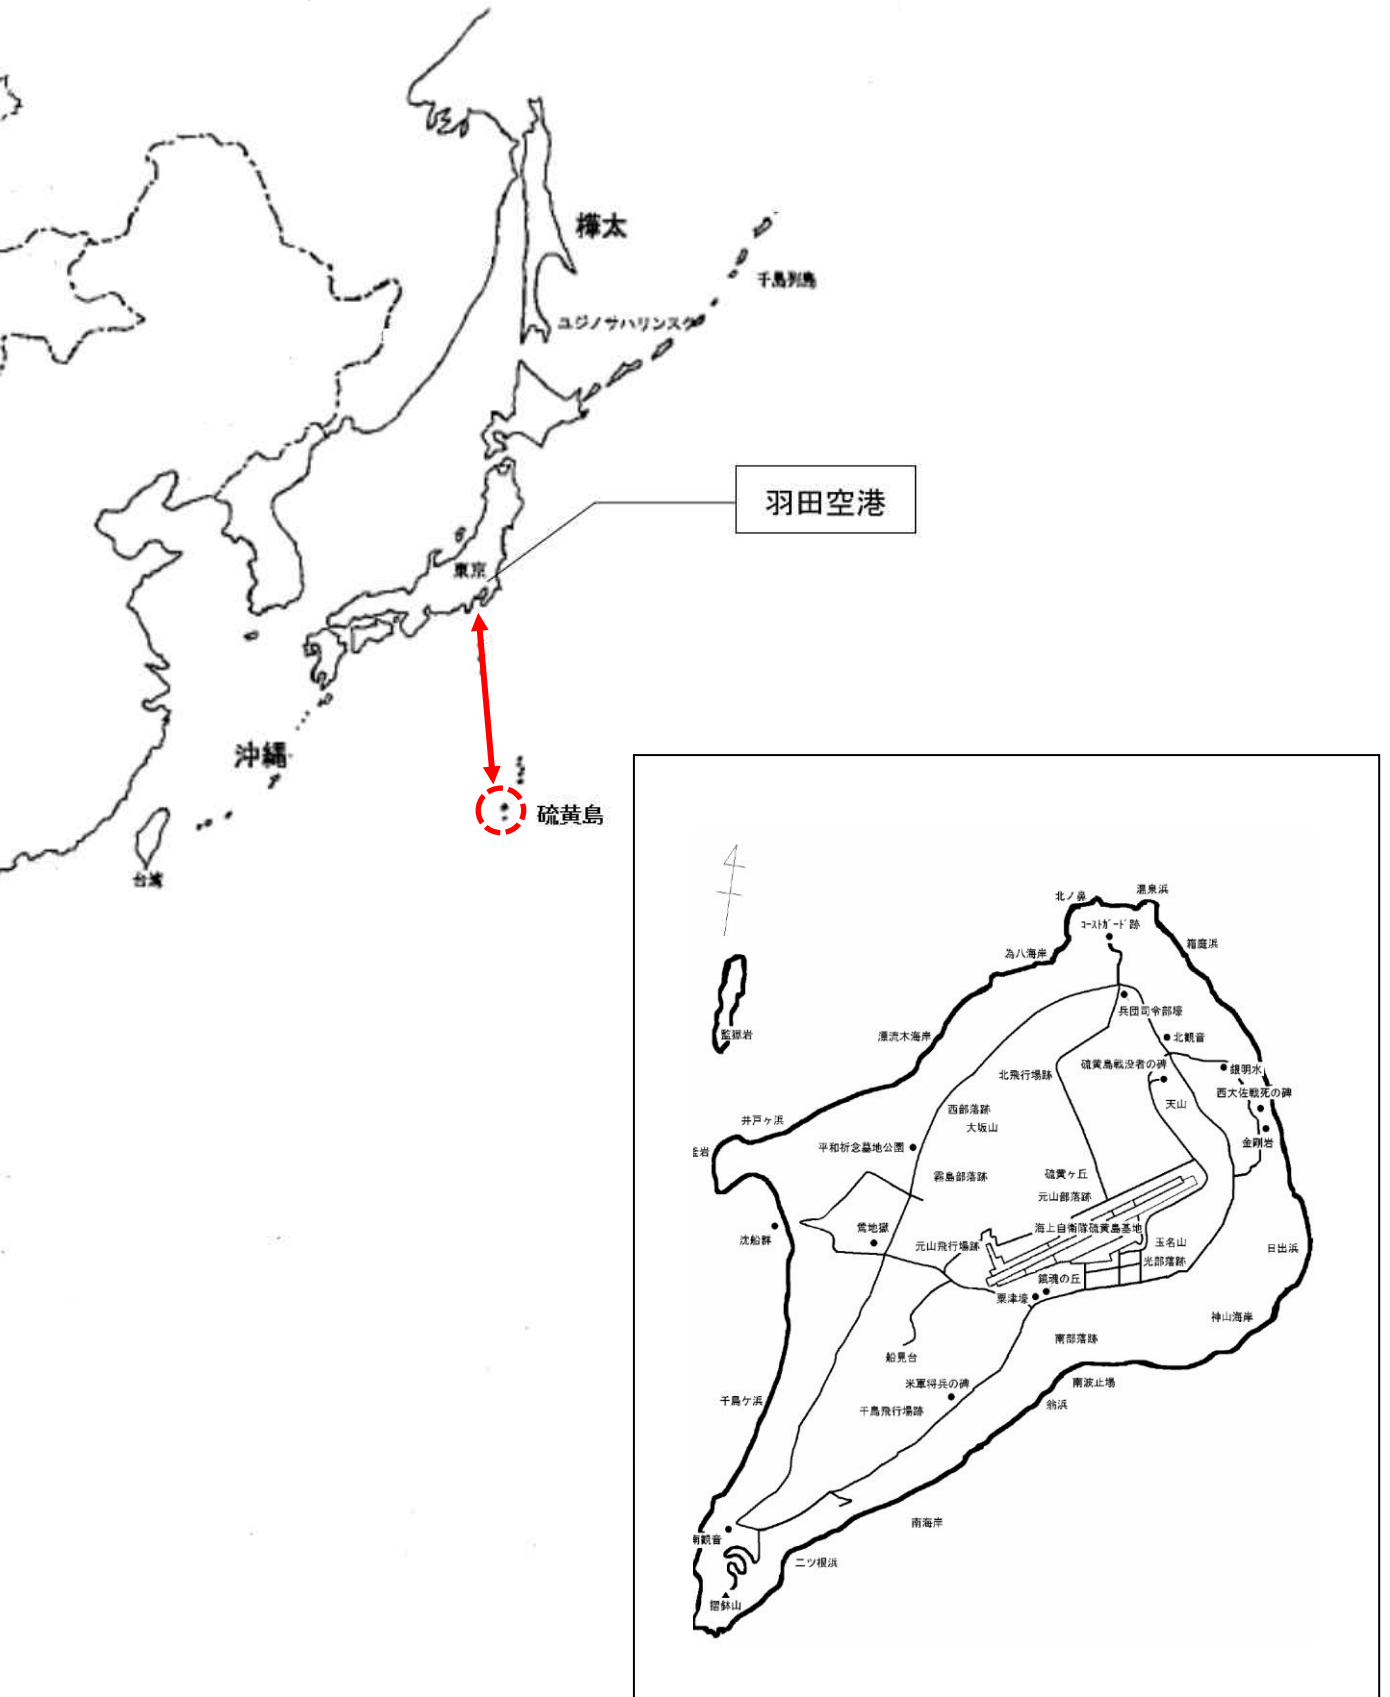 樺太
千島列島
ユジノサハリンスク
羽田空港
東京
沖縄
硫黄島
台湾
北ノ鼻
温泉浜
コーストガード跡
箱庭浜
為八海岸
兵団司令部壕
監獄岩
漂流木海岸
北観音
硫黄島戦没者の碑
銀明水
北飛行場跡
西大佐戦死の碑
天山
西部落跡
井戸ヶ浜
大坂山
金剛岩
平和祈念墓地公園
釜岩
霧島部落跡
硫黄ヶ丘
元山部落跡
沈船群
鶯地獄
海上自衛隊硫黄島基地
元山飛行場跡
玉名山
日出浜
光部落跡
鎮魂の丘
粟津壕
神山海岸
南部落跡
船見台
米軍将兵の碑
南波止場
千鳥ケ浜
翁浜
千鳥飛行場跡
南海岸
南観音
二ツ根浜
摺鉢山